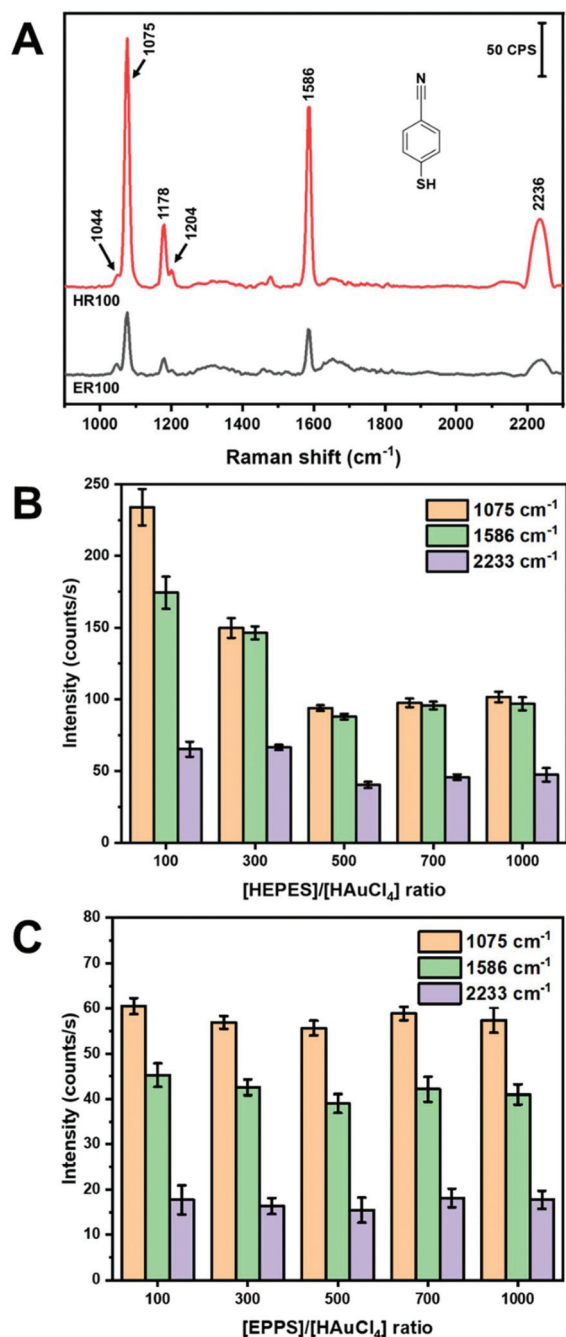 A
50 CPS
1075
1586
N
SH
1044
1178
1204
2236
HR100
ER100
1000 1200 1400 1600 1800 2000 2200
Raman shift (cm⁻¹)
B
250
200
150
100
50
0
Intensity (counts/s)
1075 cm⁻¹
1586 cm⁻¹
2233 cm⁻¹
100 300 500 700 1000
[HEPES]/[HAuCl₄] ratio
C
80
70
60
50
40
30
20
10
0
Intensity (counts/s)
1075 cm⁻¹
1586 cm⁻¹
2233 cm⁻¹
100 300 500 700 1000
[EPPS]/[HAuCl₄] ratio